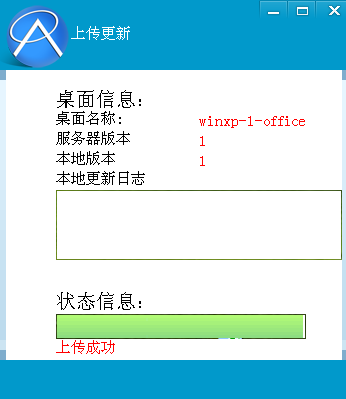 上传更新
桌面信息:
桌面名称: winxp-1-office
服务器版本 1
本地版本 1
本地更新日志
状态信息:
上传成功